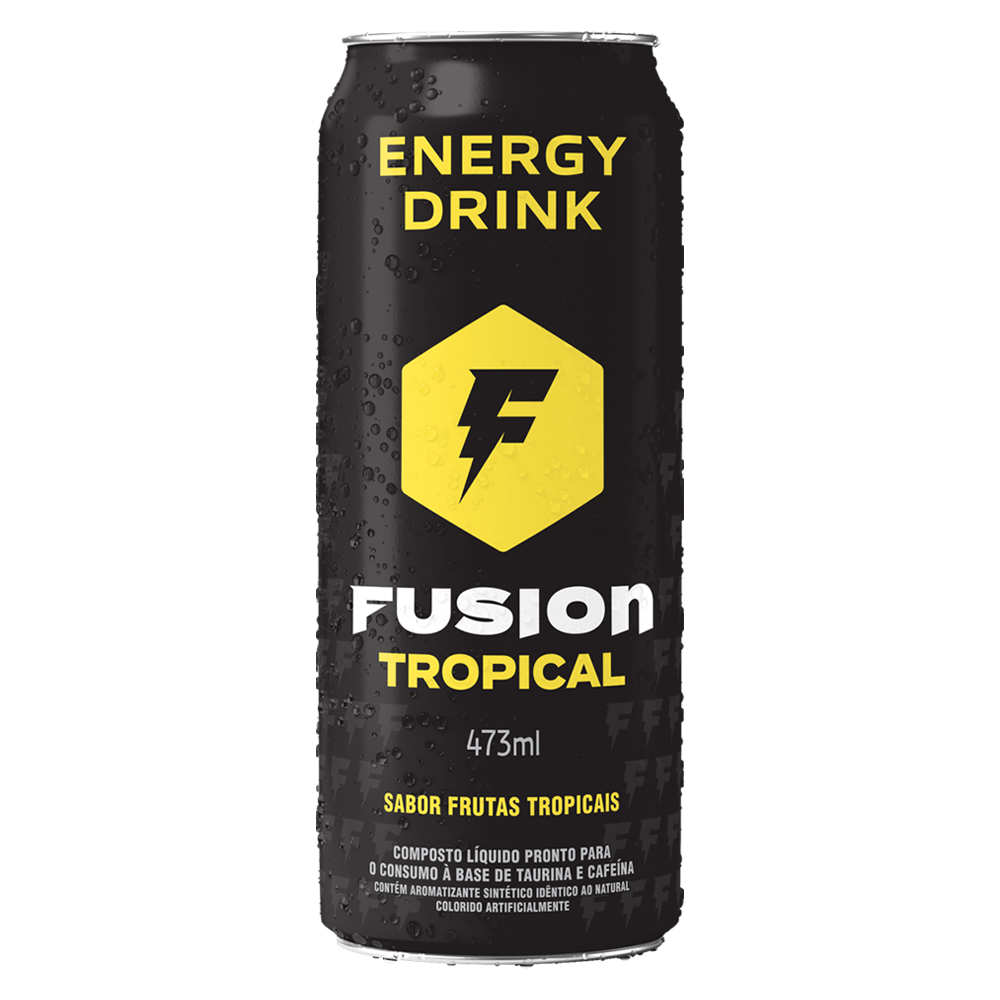 ENERGY
DRINK
F
FUSION
TROPICAL
473ml
SABOR FRUTAS TROPICAIS
COMPOSTO LÍQUIDO PRONTO PARA
O CONSUMO À BASE DE TAURINA E CAFEÍNA
CONTÉM AROMATIZANTE SINTÉTICO IDÊNTICO AO NATURAL
COLORIDO ARTIFICIALMENTE